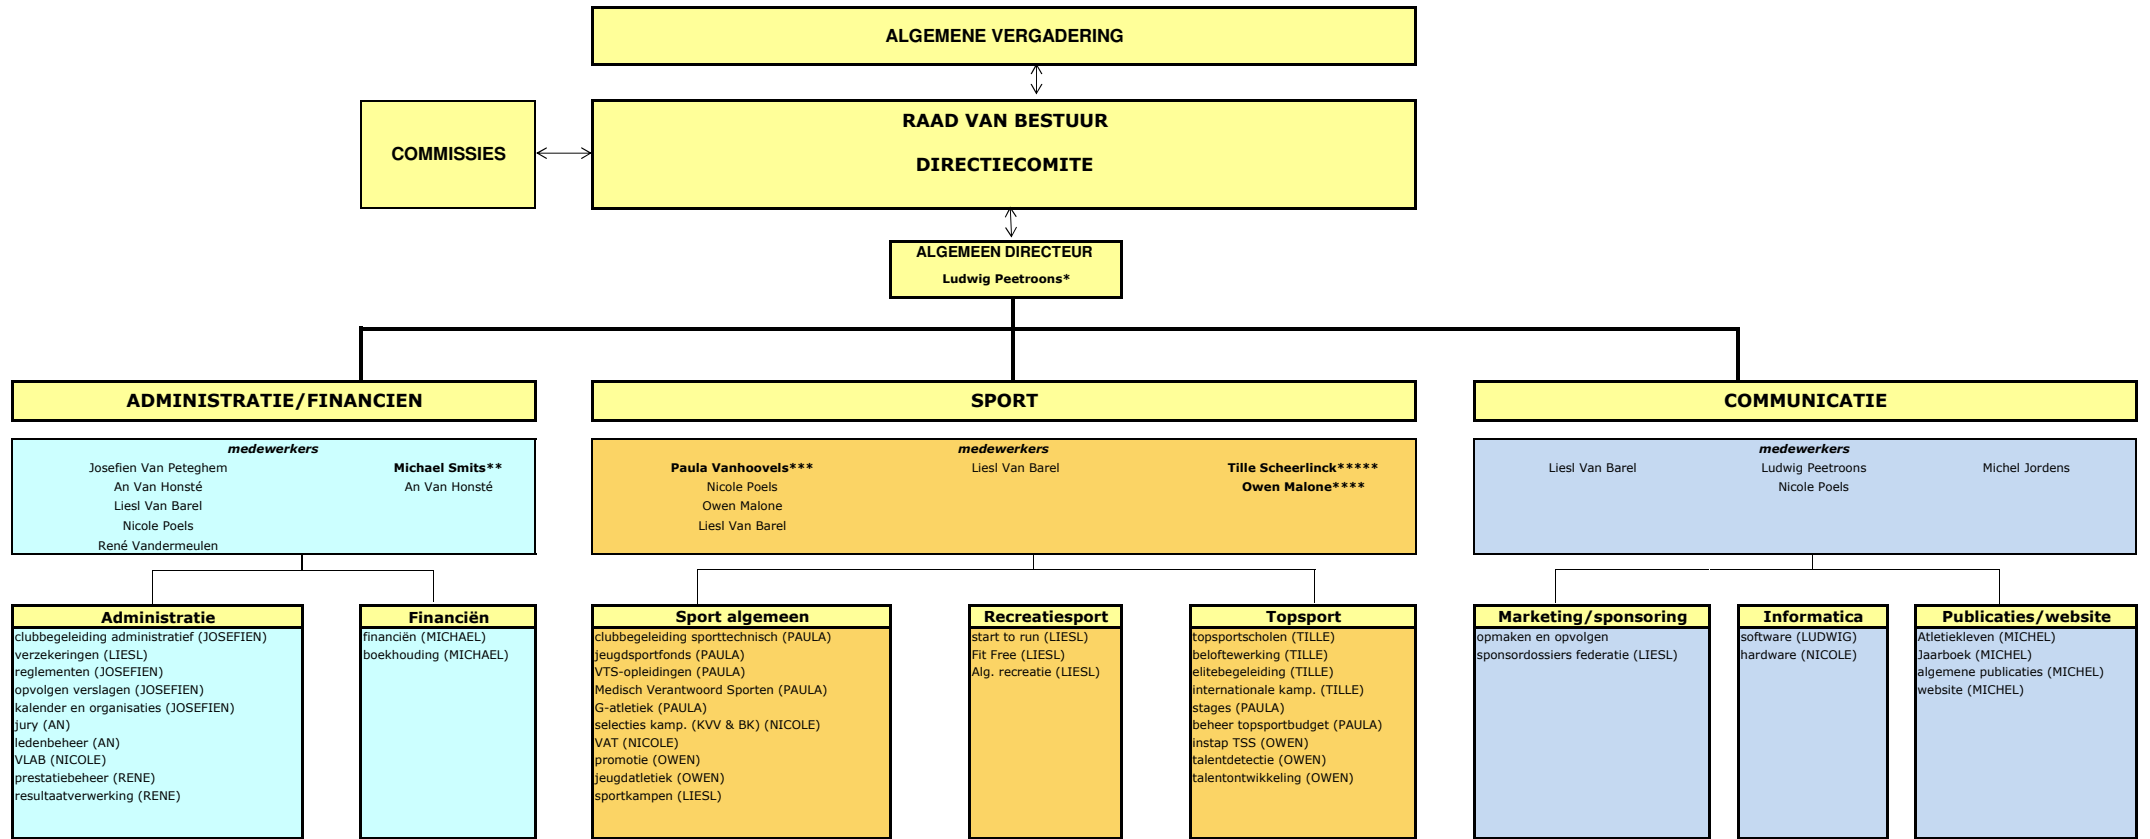 ALGEMENE VERGADERING
RAAD VAN BESTUUR
COMMISSIES
DIRECTIECOMITE
ALGEMEEN DIRECTEUR
Ludwig Peetroons*
ADMINISTRATIE/FINANCIEN
medewerkers
Josefien Van Peteghem
An Van Honsté
Liesl Van Barel
Nicole Poels
René Vandermeulen
Michael Smits**
An Van Honsté
Administratie
clubbegeleiding administratief (JOSEFIEN)
verzekeringen (LIESL)
reglementen (JOSEFIEN)
opvolgen verslagen (JOSEFIEN)
kalender en organisaties (JOSEFIEN)
jury (AN)
ledenbeheer (AN)
VLAB (NICOLE)
prestatiebeheer (RENE)
resultaatverwerking (RENE)
Financiën
financiën (MICHAEL)
boekhouding (MICHAEL)
SPORT
medewerkers
Paula Vanhoovels***
Nicole Poels
Owen Malone
Liesl Van Barel
Liesl Van Barel
Tille Scheerlinck*****
Owen Malone****
Sport algemeen
clubbegeleiding sporttechnisch (PAULA)
jeugdsportfonds (PAULA)
VTS-opleidingen (PAULA)
Medisch Verantwoord Sporten (PAULA)
G-atletiek (PAULA)
selecties kamp. (KVV & BK) (NICOLE)
VAT (NICOLE)
promotie (OWEN)
jeugdatletiek (OWEN)
sportkampen (LIESL)
Recreatiesport
start to run (LIESL)
Fit Free (LIESL)
Alg. recreatie (LIESL)
Topsport
topsportscholen (TILLE)
beloftewerking (TILLE)
elitebegeleiding (TILLE)
internationale kamp. (TILLE)
stages (PAULA)
beheer topsportbudget (PAULA)
instap TSS (OWEN)
talentdetectie (OWEN)
talentontwikkeling (OWEN)
COMMUNICATIE
medewerkers
Liesl Van Barel
Ludwig Peetroons
Nicole Poels
Michel Jordens
Marketing/sponsoring
opmaken en opvolgen
sponsordossiers federatie (LIESL)
Informatica
software (LUDWIG)
hardware (NICOLE)
Publicaties/website
Atletiekleven (MICHEL)
Jaarboek (MICHEL)
algemene publicaties (MICHEL)
website (MICHEL)